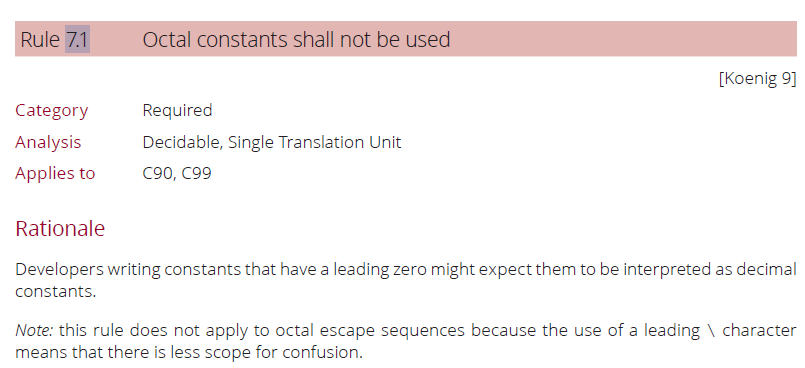 Rule 7.1 Octal constants shall not be used
[Koenig 9]
Category Required
Analysis Decidable, Single Translation Unit
Applies to C90, C99
Rationale
Developers writing constants that have a leading zero might expect them to be interpreted as decimal
constants.
Note: this rule does not apply to octal escape sequences because the use of a leading \ character
means that there is less scope for confusion.